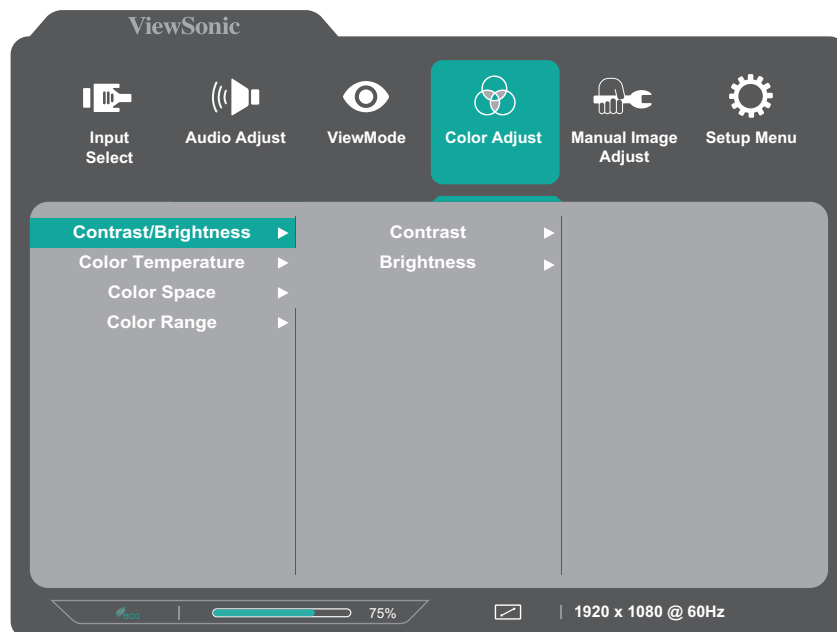 ViewSonic
Input
Select
Audio Adjust
ViewMode
Color Adjust
Manual Image
Adjust
Setup Menu
Contrast/Brightness
Color Temperature
Color Space
Color Range
Contrast
Brightness
eco
75%
1920 x 1080 @ 60Hz